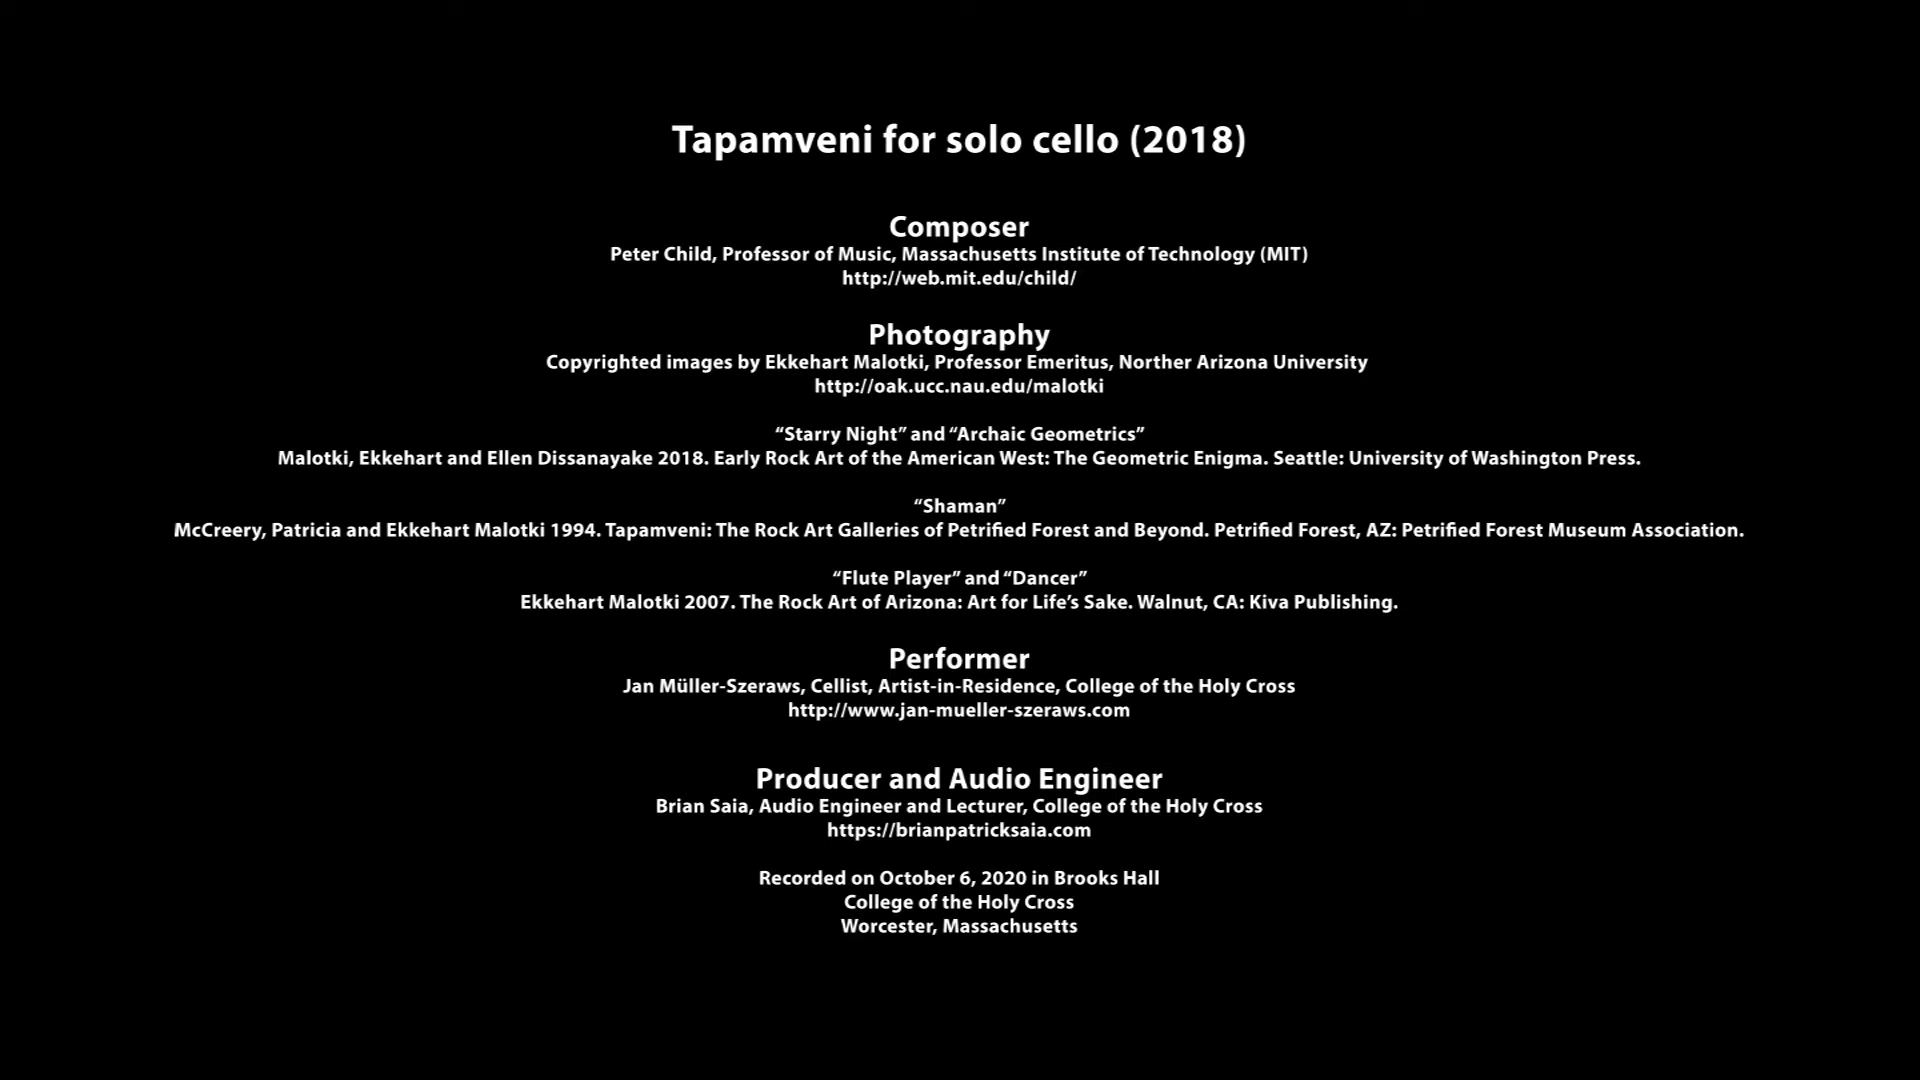 Tapamveni for solo cello (2018)
Composer
Peter Child, Professor of Music, Massachusetts Institute of Technology (MIT)
http://web.mit.edu/child/
Photography
Copyrighted images by Ekkehart Malotki, Professor Emeritus, Norther Arizona University
http://oak.ucc.nau.edu/malotki
“Starry Night” and “Archaic Geometrics”
Malotki, Ekkehart and Ellen Dissanayake 2018. Early Rock Art of the American West: The Geometric Enigma. Seattle: University of Washington Press.
“Shaman”
McCreery, Patricia and Ekkehart Malotki 1994. Tapamveni: The Rock Art Galleries of Petrified Forest and Beyond. Petrified Forest, AZ: Petrified Forest Museum Association.
“Flute Player” and “Dancer”
Ekkehart Malotki 2007. The Rock Art of Arizona: Art for Life’s Sake. Walnut, CA: Kiva Publishing.
Performer
Jan Müller-Szeraws, Cellist, Artist-in-Residence, College of the Holy Cross
http://www.jan-mueller-szeraws.com
Producer and Audio Engineer
Brian Saia, Audio Engineer and Lecturer, College of the Holy Cross
https://brianpatricksaia.com
Recorded on October 6, 2020 in Brooks Hall
College of the Holy Cross
Worcester, Massachusetts